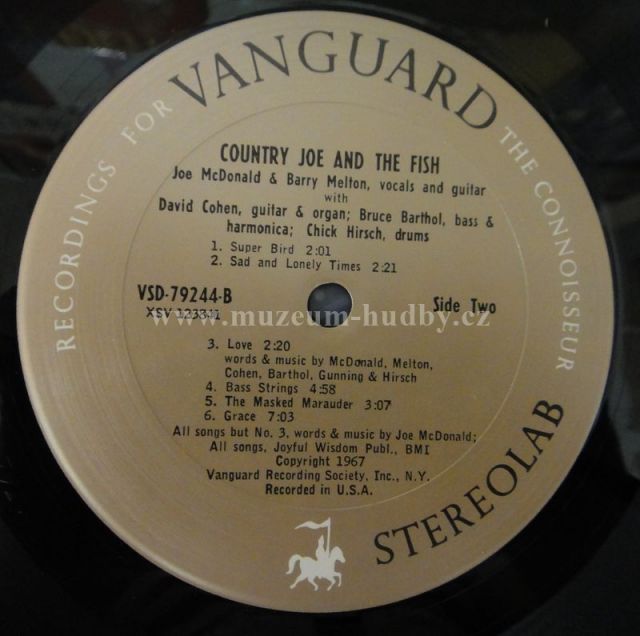 RECORDINGS FOR VANGUARD THE CONNOISSEUR
COUNTRY JOE AND THE FISH
Joe McDonald & Barry Melton, vocals and guitar
with
David Cohen, guitar & organ; Bruce Barthol, bass &
harmonica; Chick Hirsch, drums
1. Super Bird 2:01
2. Sad and Lonely Times 2:21
VSD-79244-B
Side Two
XSV 123341
www.muzeum-hudby.cz
3. Love 2:20
words & music by McDonald, Melton,
Cohen, Barthol, Gunning & Hirsch
4. Bass Strings 4:58
5. The Masked Marauder 3:07
6. Grace 7:03
All songs but No. 3, words & music by Joe McDonald;
All songs, Joyful Wisdom Publ., BMI
Copyright 1967
Vanguard Recording Society, Inc., N.Y.
Recorded in U.S.A.
STEREOLAB